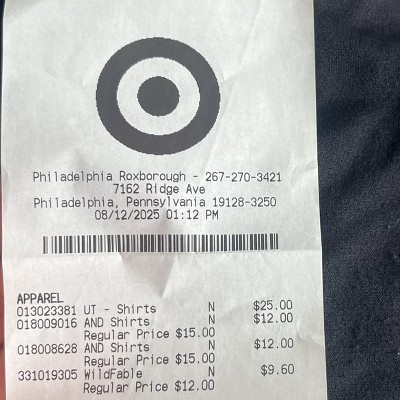 Philadelphia Roxborough - 267-270-3421
7162 Ridge Ave
Philadelphia, Pennsylvania 19128-3250
08/12/2025 01:12 PM
APPAREL
013023381 UT - Shirts N $25.00
018009016 AND Shirts N $12.00
Regular Price $15.00
018008628 AND Shirts N $12.00
Regular Price $15.00
331019305 WildFable N $9.60
Regular Price $12.00